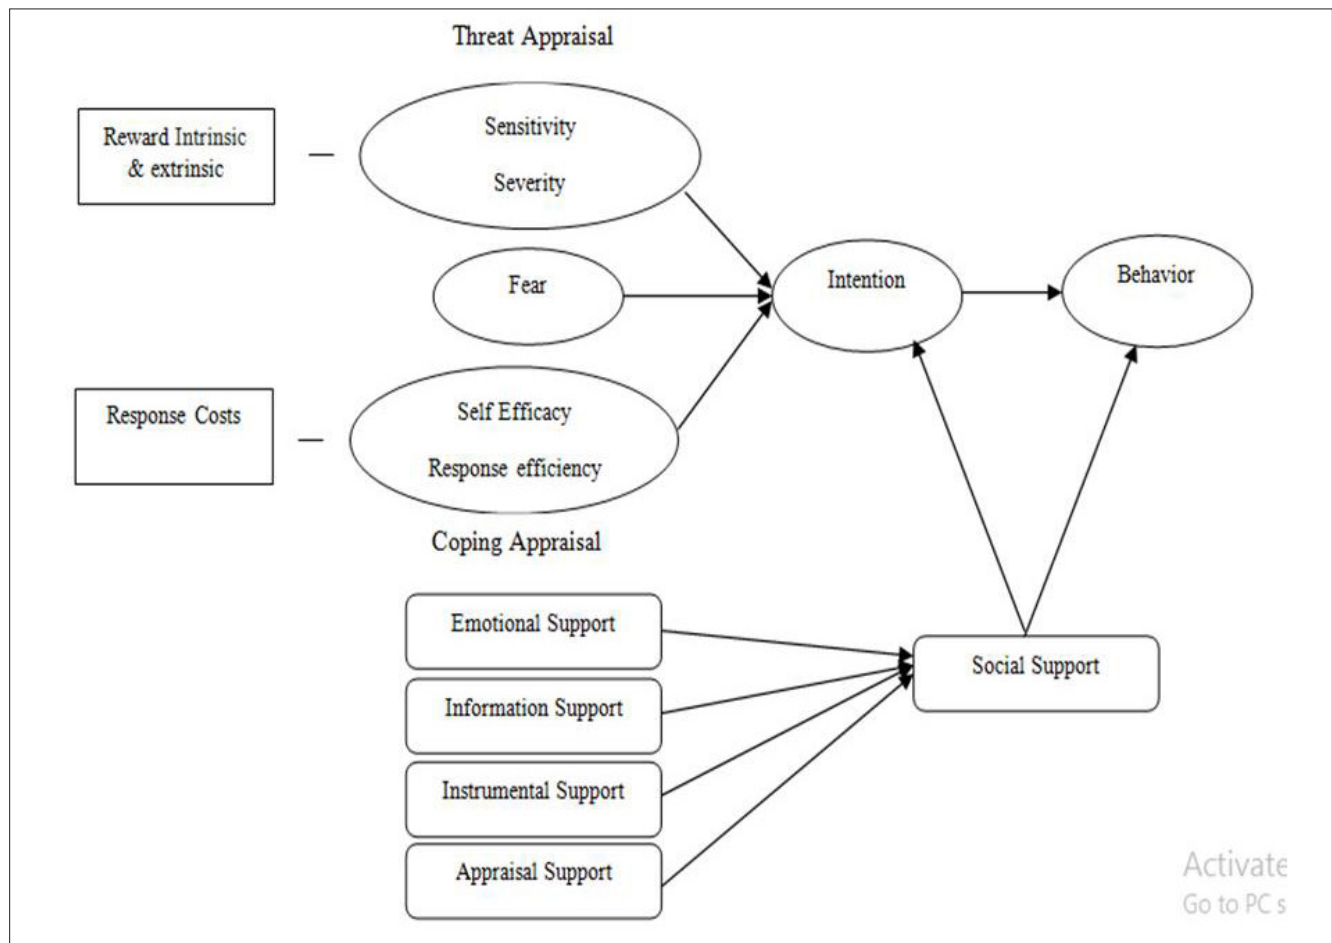 Threat Appraisal
Reward Intrinsic
& extrinsic
Sensitivity
Severity
Fear
Intention
Behavior
Response Costs
Self Efficacy
Response efficiency
Coping Appraisal
Emotional Support
Information Support
Instrumental Support
Appraisal Support
Social Support
Activate
Go to PC s